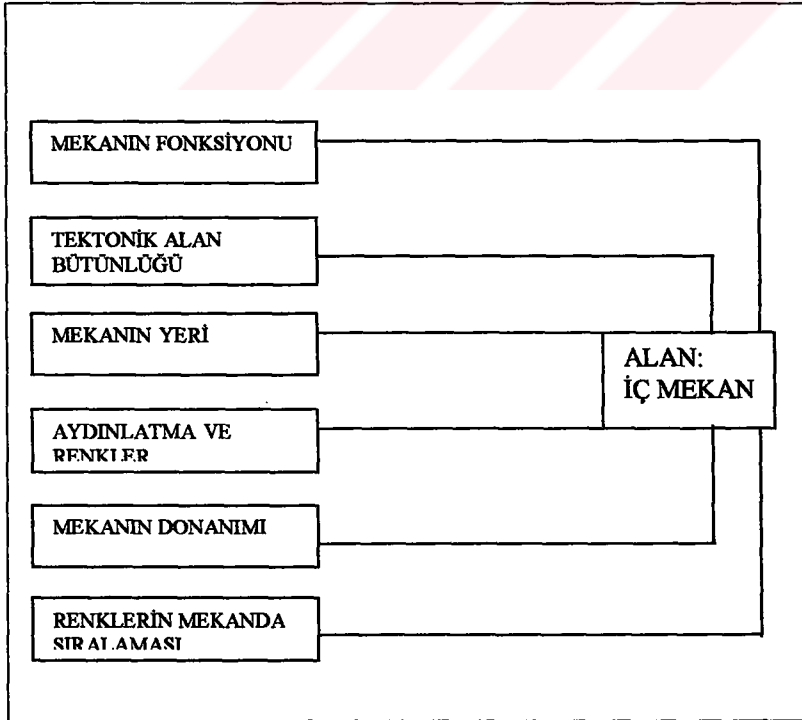 MEKANIN FONKSİYONU
TEKTONİK ALAN
BÜTÜNLÜĞÜ
MEKANIN YERİ
ALAN:
İÇ MEKAN
AYDINLATMA VE
RENKLER
MEKANIN DONANIMI
RENKLERİN MEKANDA
SIRALAMASI